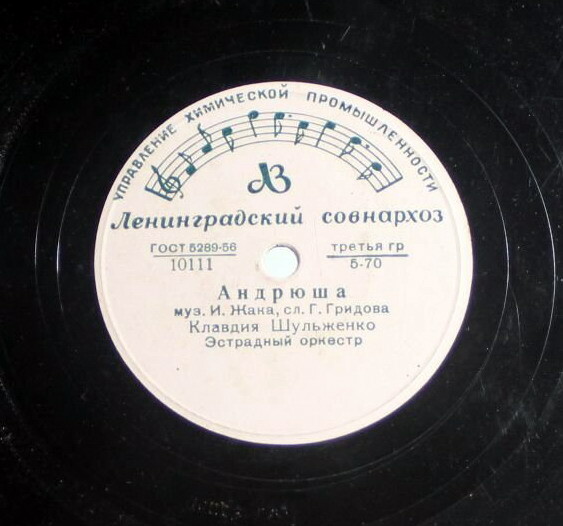 УПРАВЛЕНИЕ ХИМИЧЕСКОЙ ПРОМЫШЛЕННОСТИ
ЛЗ
Ленинградский совнархоз
ГОСТ 5289-56
10111
третья гр
5-70
Андрюша
муз. И. Жака, сл. Г. Гридова
Клавдия Шульженко
Эстрадный оркестр